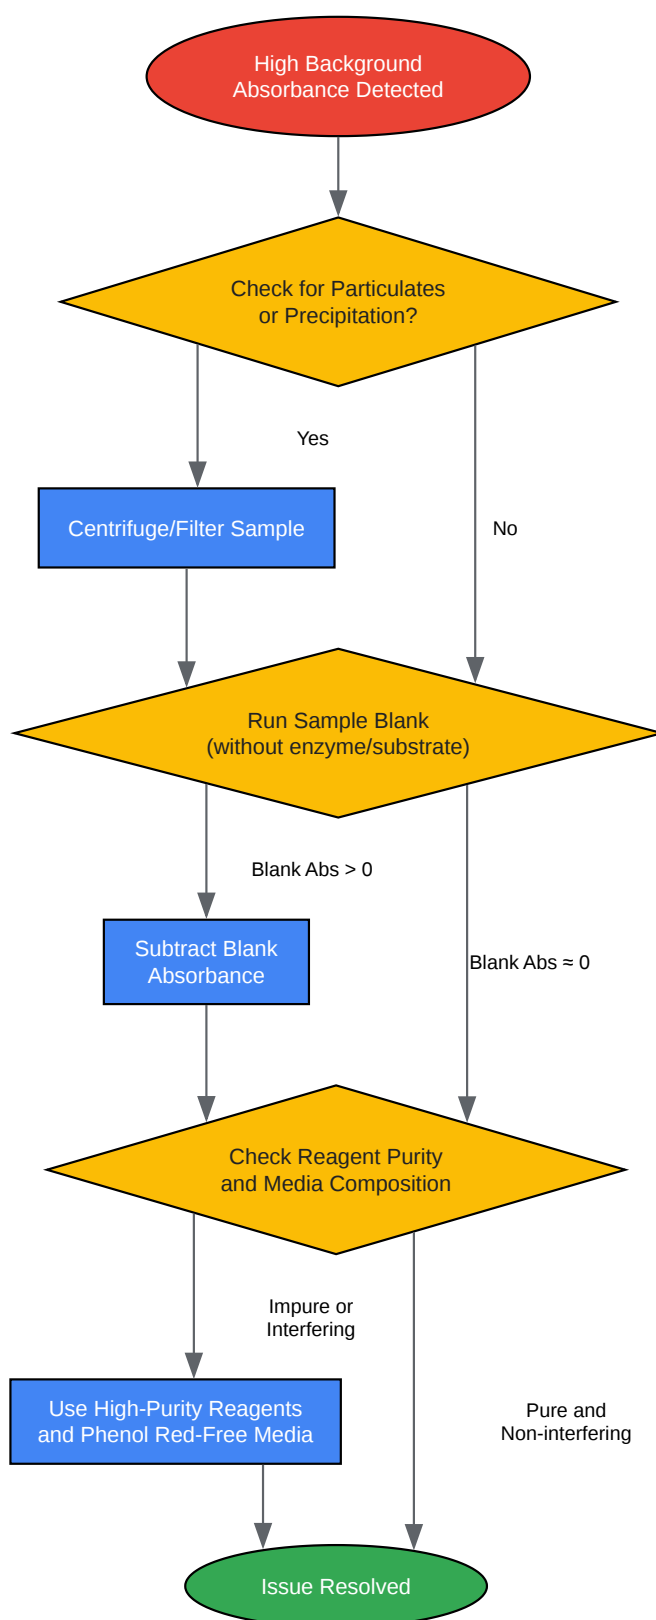 High Background
Absorbance Detected
Check for Particulates
or Precipitation?
Yes
Centrifuge/Filter Sample
No
Run Sample Blank
(without enzyme/substrate)
Blank Abs > 0
Subtract Blank
Absorbance
Blank Abs ≈ 0
Check Reagent Purity
and Media Composition
Impure or
Interfering
Use High-Purity Reagents
and Phenol Red-Free Media
Pure and
Non-interfering
Issue Resolved